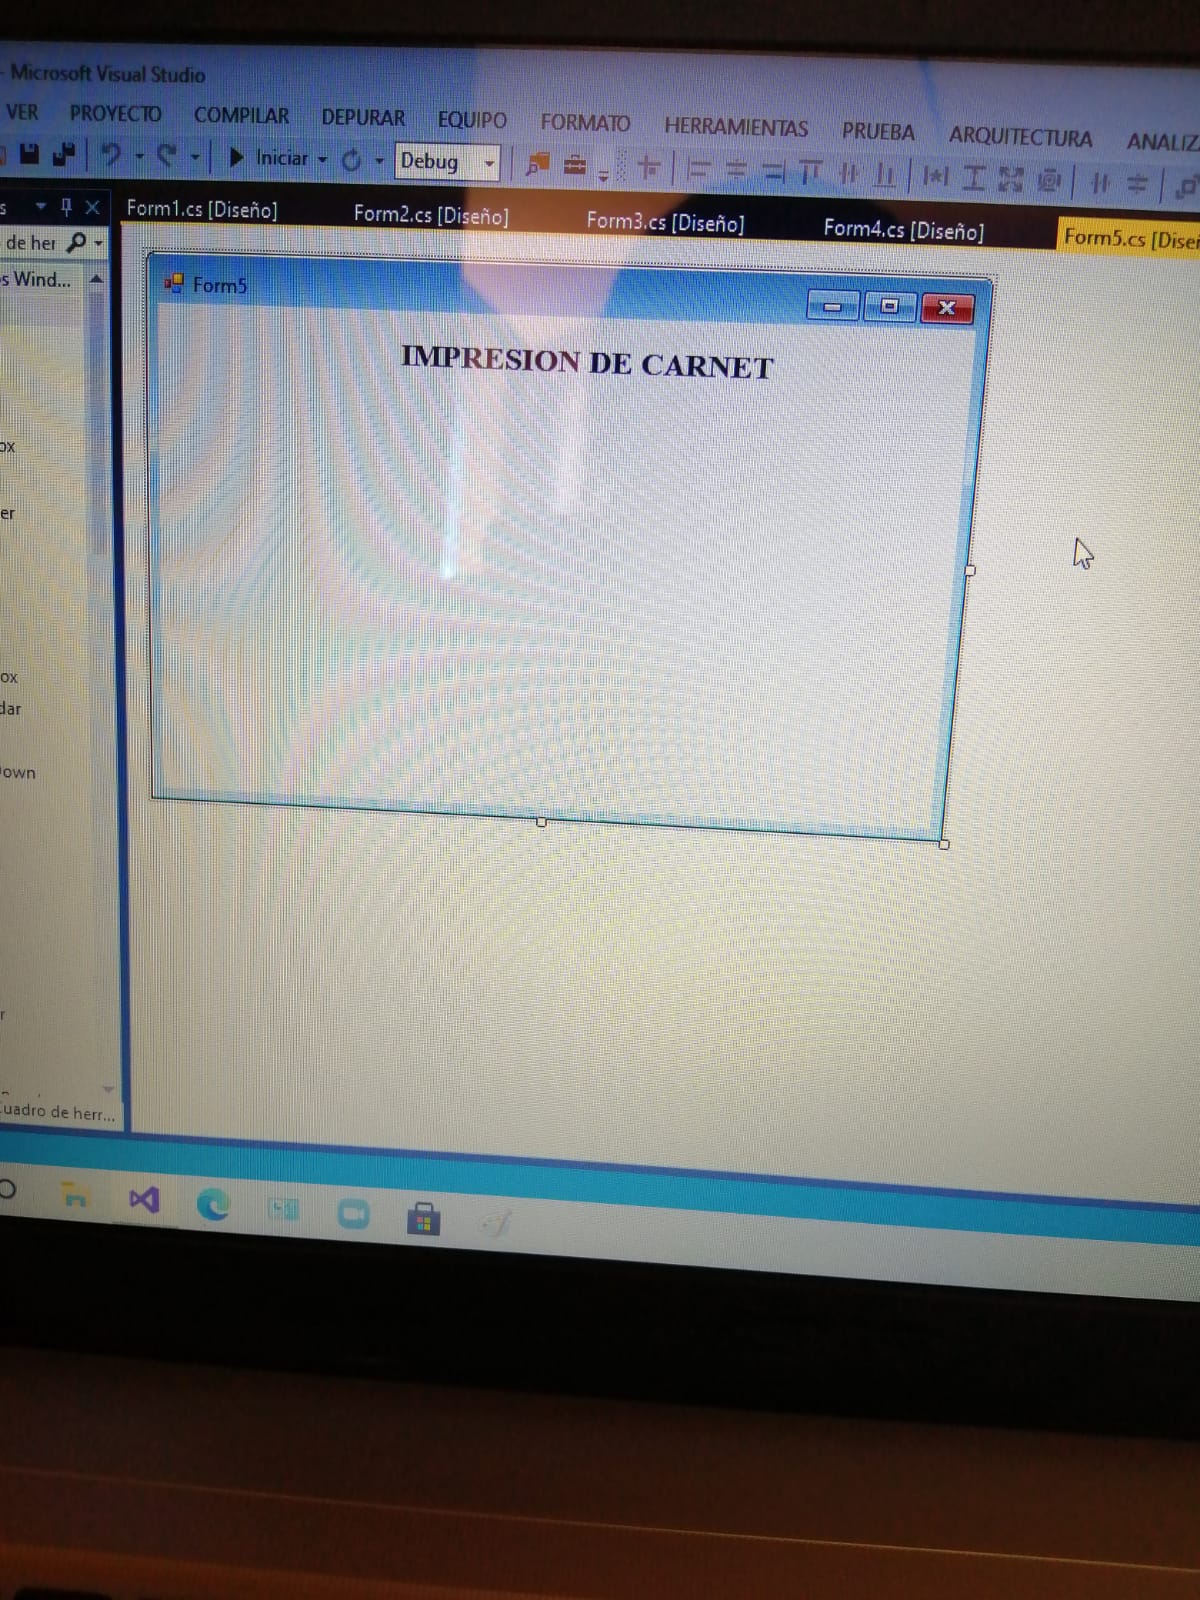 - Microsoft Visual Studio
VER PROYECTO COMPILAR DEPURAR EQUIPO FORMATO HERRAMIENTAS PRUEBA ARQUITECTURA ANALIZ
Iniciar Debug
s Form1.cs [Diseño] Form2.cs [Diseño] Form3.cs [Diseño] Form4.cs [Diseño] Form5.cs [Diseñ
de her
s Wind...
Form5
IMPRESION DE CARNET
ox
er
ox
dar
own
r
Cuadro de herr...